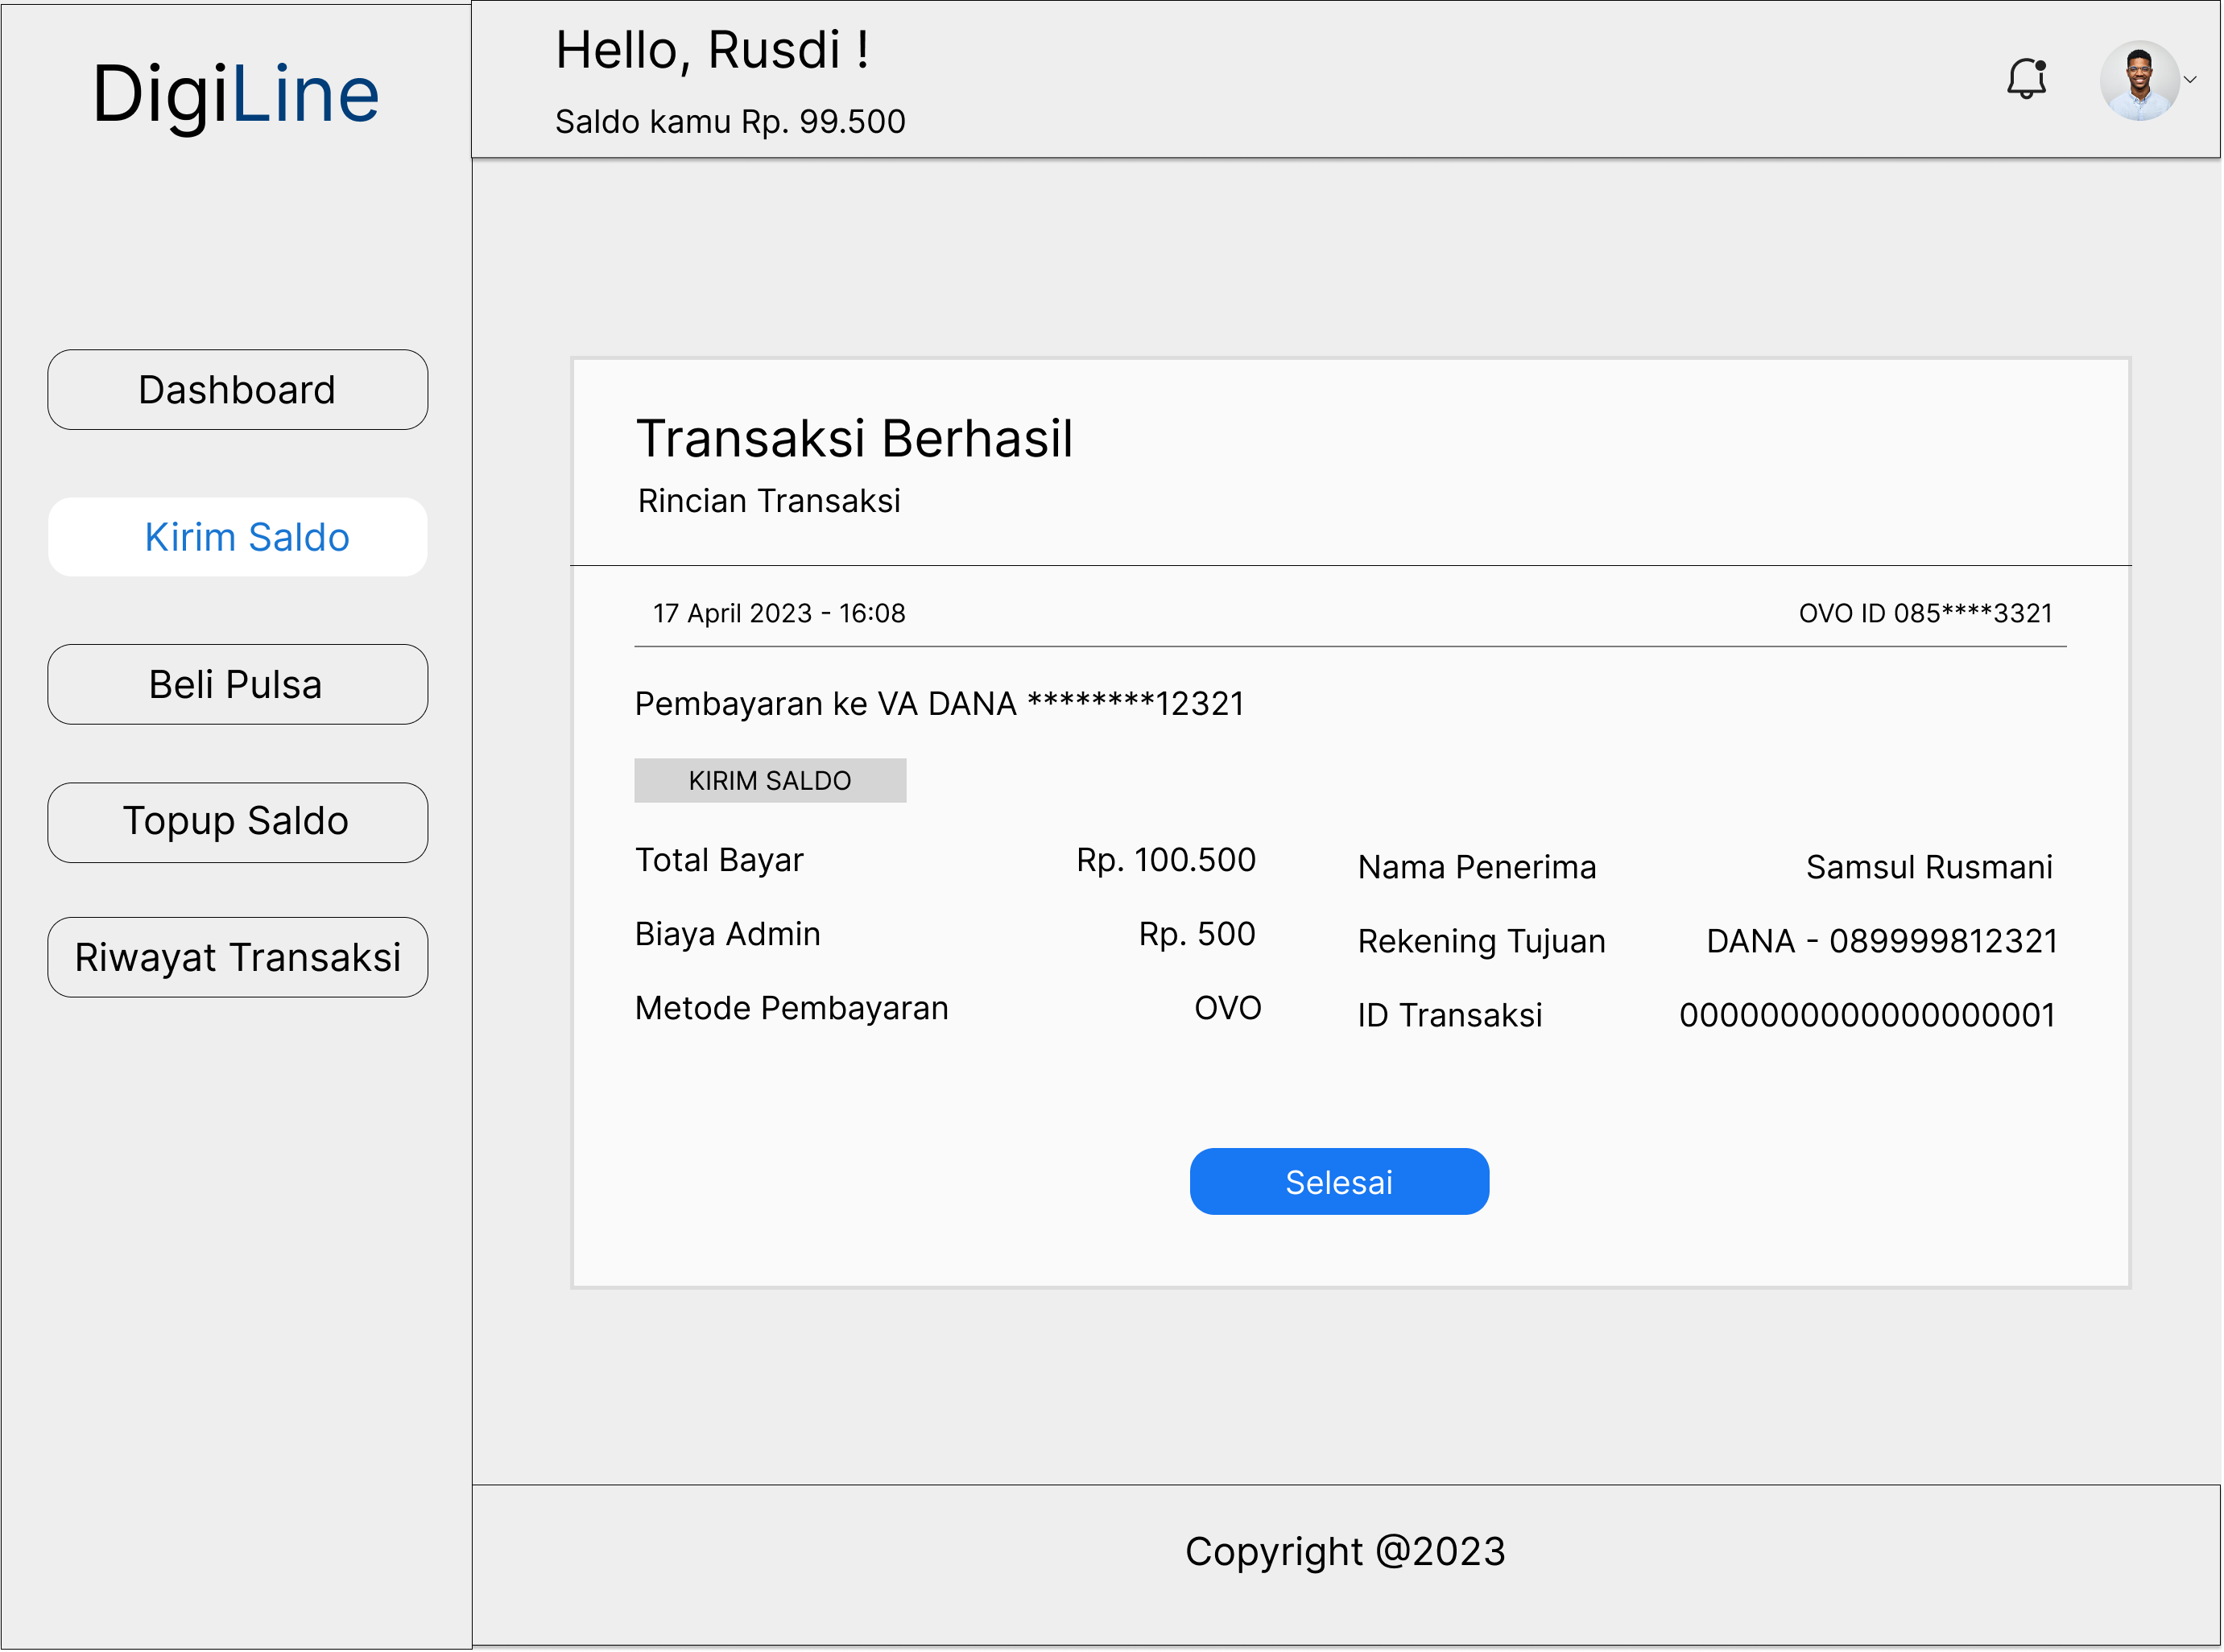 DigiLine
Hello, Rusdi !
Saldo kamu Rp. 99.500
Dashboard
Kirim Saldo
Beli Pulsa
Topup Saldo
Riwayat Transaksi
Transaksi Berhasil
Rincian Transaksi
17 April 2023 - 16:08 OVO ID 085****3321
Pembayaran ke VA DANA ********12321
KIRIM SALDO
Total Bayar Rp. 100.500
Biaya Admin Rp. 500
Metode Pembayaran OVO
Nama Penerima Samsul Rusmani
Rekening Tujuan DANA - 089999812321
ID Transaksi 0000000000000000001
Selesai
Copyright @2023